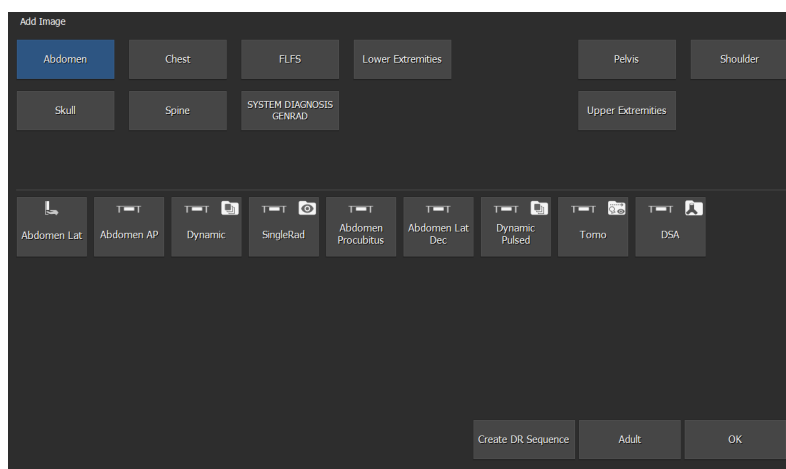 Add Image
Abdomen
Chest
FLFS
Lower Extremities
Pelvis
Shoulder
Skull
Spine
SYSTEM DIAGNOSIS
GENRAD
Upper Extremities
Abdomen Lat
Abdomen AP
Dynamic
SingleRad
Abdomen
Procubitus
Abdomen Lat
Dec
Dynamic
Pulsed
Tomo
DSA
Create DR Sequence
Adult
OK